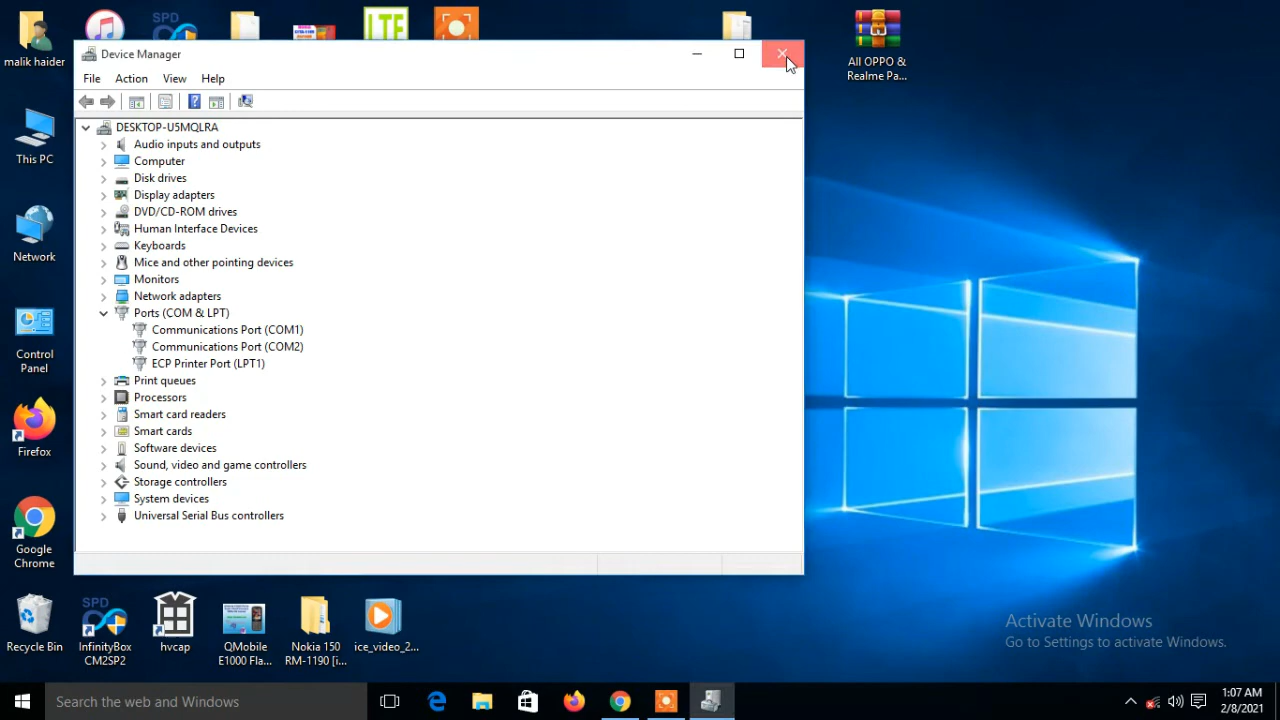 SPD
LTE
malik haider
Device Manager
All OPPO &
Realme Pa...
File Action View Help
DESKTOP-U5MQLRA
Audio inputs and outputs
Computer
This PC
Disk drives
Display adapters
DVD/CD-ROM drives
Human Interface Devices
Keyboards
Network
Mice and other pointing devices
Monitors
Network adapters
Ports (COM & LPT)
Communications Port (COM1)
Communications Port (COM2)
Control
Panel
ECP Printer Port (LPT1)
Print queues
Processors
Smart card readers
Smart cards
Software devices
Firefox
Sound, video and game controllers
Storage controllers
System devices
Universal Serial Bus controllers
Google
Chrome
SPD
Activate Windows
Go to Settings to activate Windows.
Recycle Bin
InfinityBox
CM2SP2
hvcap
QMobile
E1000 Fla...
Nokia 150
RM-1190 [i...
ice_video_2...
Search the web and Windows
1:07 AM
2/8/2021